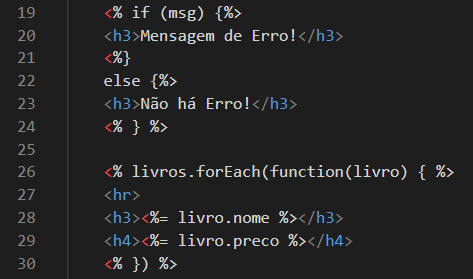 19 <% if (msg) {%>
20 <h3>Mensagem de Erro!</h3>
21 <%}
22 else {%>
23 <h3>Não há Erro!</h3>
24 <% } %>
25
26 <% livros.forEach(function(livro) { %>
27 <hr>
28 <h3><%= livro.nome %></h3>
29 <h4><%= livro.preco %></h4>
30 <% }) %>